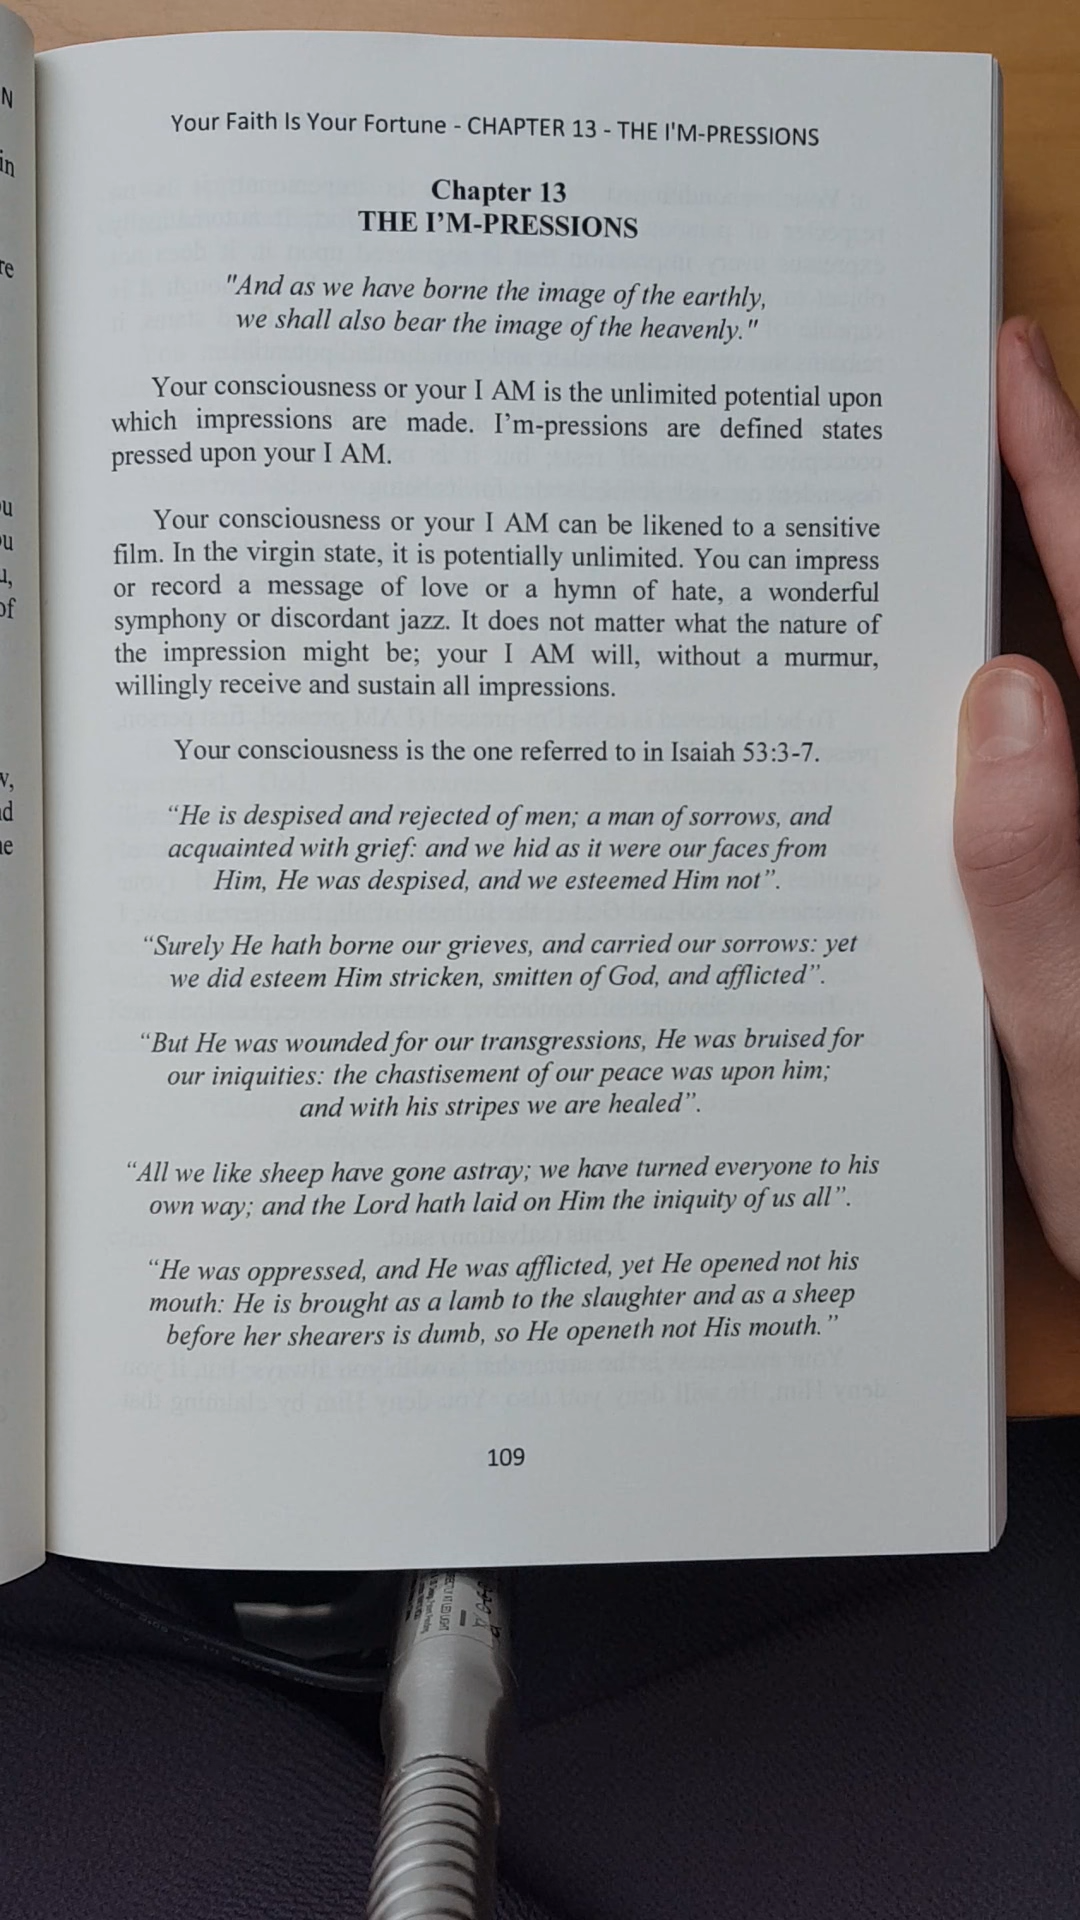 N
in
re
ou
ou
u,
of
w,
nd
ne
Your Faith Is Your Fortune - CHAPTER 13 - THE I'M-PRESSIONS
Chapter 13
THE I’M-PRESSIONS
"And as we have borne the image of the earthly,
we shall also bear the image of the heavenly."
Your consciousness or your I AM is the unlimited potential upon
which impressions are made. I’m-pressions are defined states
pressed upon your I AM.
Your consciousness or your I AM can be likened to a sensitive
film. In the virgin state, it is potentially unlimited. You can impress
or record a message of love or a hymn of hate, a wonderful
symphony or discordant jazz. It does not matter what the nature of
the impression might be; your I AM will, without a murmur,
willingly receive and sustain all impressions.
Your consciousness is the one referred to in Isaiah 53:3-7.
“He is despised and rejected of men; a man of sorrows, and
acquainted with grief: and we hid as it were our faces from
Him, He was despised, and we esteemed Him not”.
“Surely He hath borne our grieves, and carried our sorrows: yet
we did esteem Him stricken, smitten of God, and afflicted”.
“But He was wounded for our transgressions, He was bruised for
our iniquities: the chastisement of our peace was upon him;
and with his stripes we are healed”.
“All we like sheep have gone astray; we have turned everyone to his
own way; and the Lord hath laid on Him the iniquity of us all”.
“He was oppressed, and He was afflicted, yet He opened not his
mouth: He is brought as a lamb to the slaughter and as a sheep
before her shearers is dumb, so He openeth not His mouth.”
109